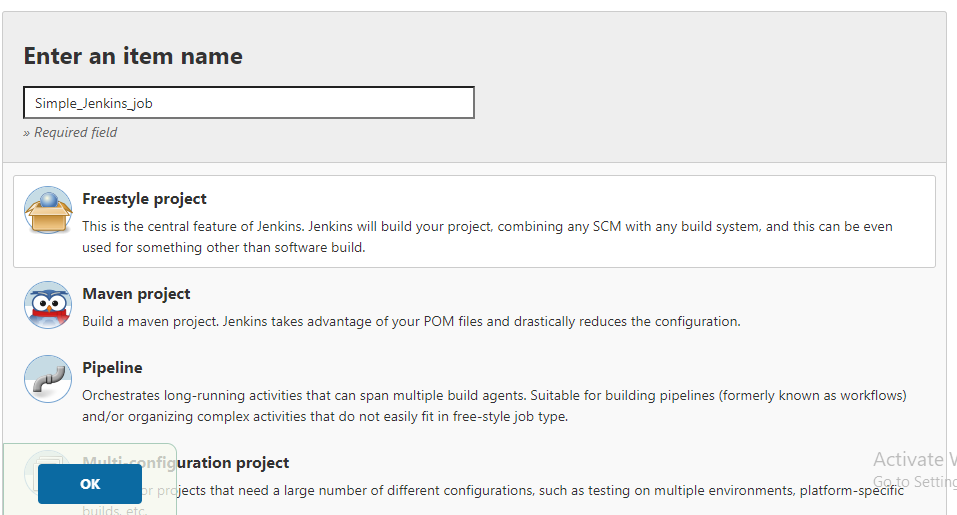 Enter an item name
Simple_Jenkins_job
» Required field
Freestyle project
This is the central feature of Jenkins. Jenkins will build your project, combining any SCM with any build system, and this can be even
used for something other than software build.
Maven project
Build a maven project. Jenkins takes advantage of your POM files and drastically reduces the configuration.
Pipeline
Orchestrates long-running activities that can span multiple build agents. Suitable for building pipelines (formerly known as workflows)
and/or organizing complex activities that do not easily fit in free-style job type.
Multi-configuration project
OK
projects that need a large number of different configurations, such as testing on multiple environments, platform-specific
builds, etc.
Activate
Go to Setting